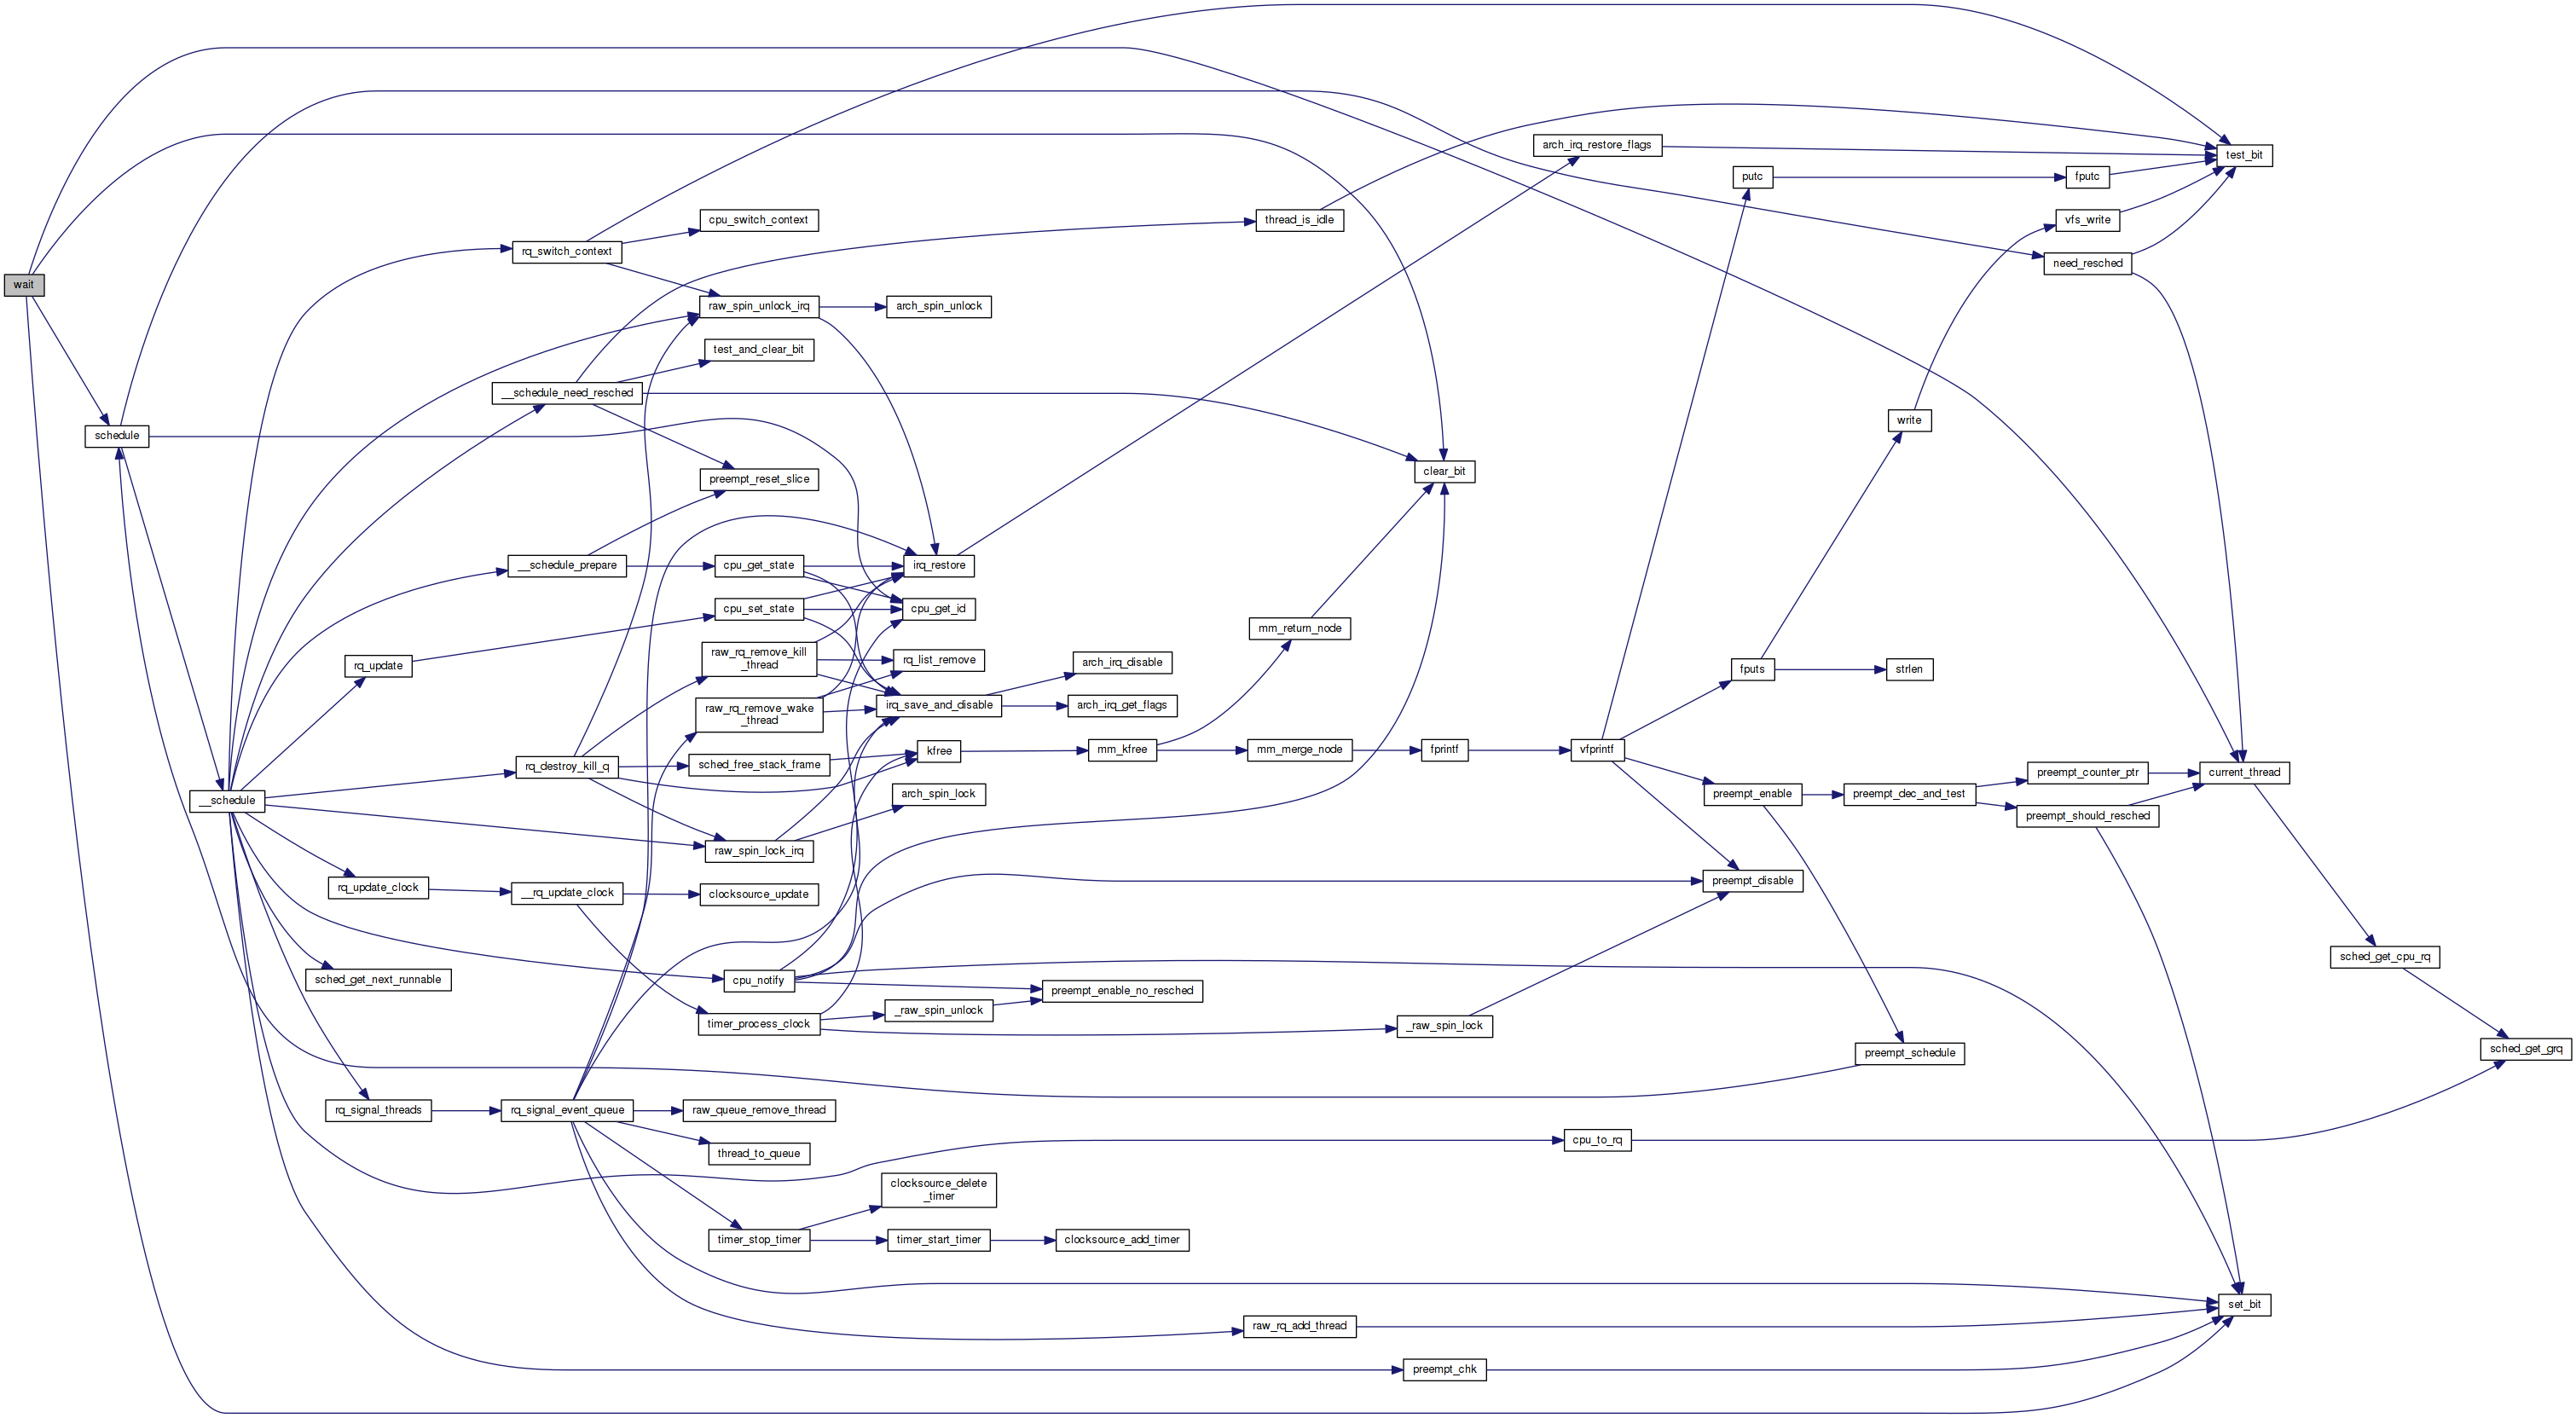 test_bit
arch_irq_restore_flags
putc
fputc
cpu_switch_context
thread_is_idle
vfs_write
rq_switch_context
need_resched
wait
raw_spin_unlock_irq
arch_spin_unlock
test_and_clear_bit
__schedule_need_resched
write
schedule
clear_bit
preempt_reset_slice
__schedule_prepare
cpu_get_state
irq_restore
cpu_set_state
cpu_get_id
mm_return_node
raw_rq_remove_kill
_thread
rq_list_remove
arch_irq_disable
rq_update
fputs
strlen
raw_rq_remove_wake
_thread
irq_save_and_disable
arch_irq_get_flags
kfree
mm_kfree
mm_merge_node
fprintf
vfprintf
rq_destroy_kill_q
sched_free_stack_frame
preempt_counter_ptr
current_thread
__schedule
arch_spin_lock
preempt_enable
preempt_dec_and_test
preempt_should_resched
raw_spin_lock_irq
rq_update_clock
__rq_update_clock
clocksource_update
preempt_disable
sched_get_cpu_rq
sched_get_next_runnable
cpu_notify
preempt_enable_no_resched
_raw_spin_unlock
timer_process_clock
_raw_spin_lock
preempt_schedule
sched_get_grq
rq_signal_threads
rq_signal_event_queue
raw_queue_remove_thread
cpu_to_rq
thread_to_queue
clocksource_delete
_timer
timer_stop_timer
timer_start_timer
clocksource_add_timer
set_bit
raw_rq_add_thread
preempt_chk